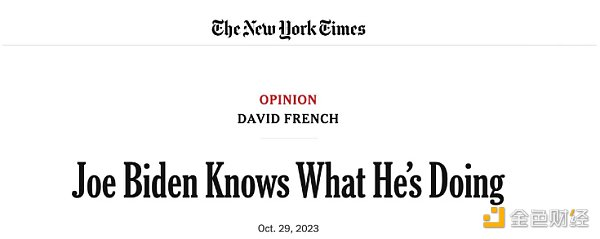 The New York Times
OPINION
DAVID FRENCH
Joe Biden Knows What He's Doing
Oct. 29, 2023
金色财经